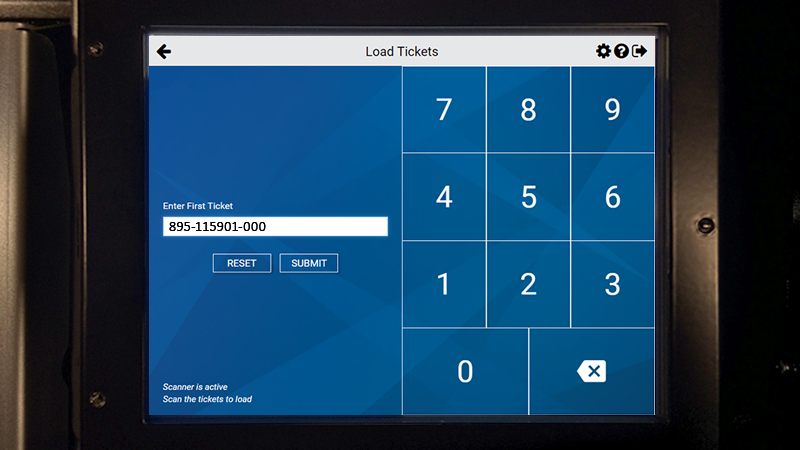 Load Tickets
Enter First Ticket
895-115901-000
RESET SUBMIT
Scanner is active
Scan the tickets to load
7 8 9
4 5 6
1 2 3
0